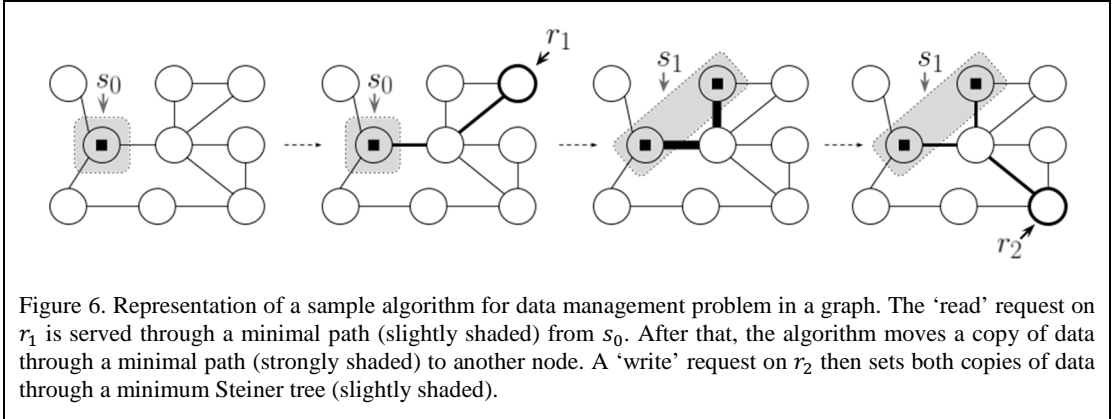 r₁
s₀
s₀
s₁
s₁
r₂
Figure 6. Representation of a sample algorithm for data management problem in a graph. The ‘read’ request on
r₁ is served through a minimal path (slightly shaded) from s₀. After that, the algorithm moves a copy of data
through a minimal path (strongly shaded) to another node. A ‘write’ request on r₂ then sets both copies of data
through a minimum Steiner tree (slightly shaded).